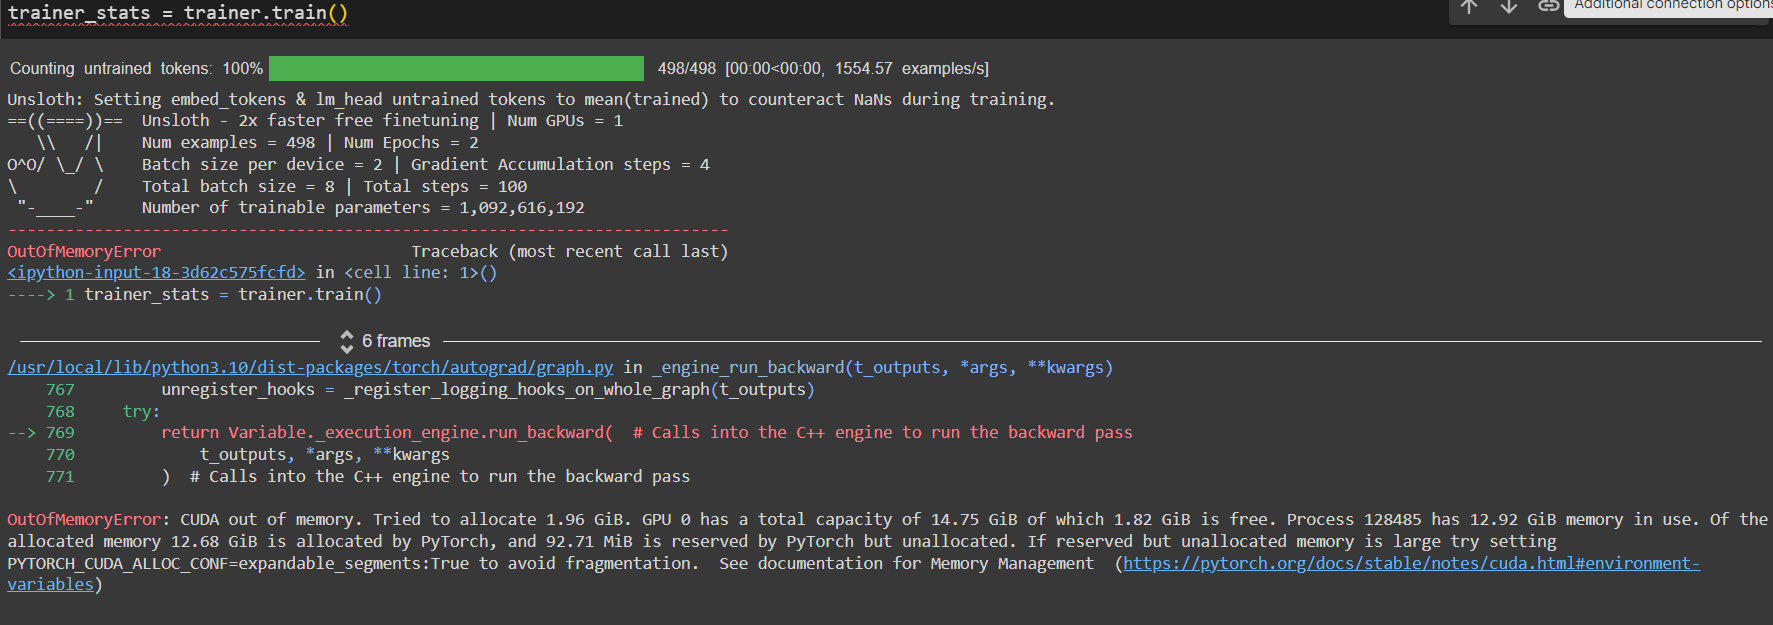 trainer_stats = trainer.train()
Additional connection options
Counting untrained tokens: 100% 498/498 [00:00<00:00, 1554.57 examples/s]
Unsloth: Setting embed_tokens & lm_head untrained tokens to mean(trained) to counteract NaNs during training.
==((====))==  Unsloth - 2x faster free finetuning | Num GPUs = 1
   \\   /|    Num examples = 498 | Num Epochs = 2
O^O/ \_/ \    Batch size per device = 2 | Gradient Accumulation steps = 4
\        /    Total batch size = 8 | Total steps = 100
 "-____-"     Number of trainable parameters = 1,092,616,192
---------------------------------------------------------------------------
OutOfMemoryError                          Traceback (most recent call last)
<ipython-input-18-3d62c575fcfd> in <cell line: 1>()
----> 1 trainer_stats = trainer.train()
6 frames
/usr/local/lib/python3.10/dist-packages/torch/autograd/graph.py in _engine_run_backward(t_outputs, *args, **kwargs)
    767         unregister_hooks = _register_logging_hooks_on_whole_graph(t_outputs)
    768     try:
--> 769         return Variable._execution_engine.run_backward(  # Calls into the C++ engine to run the backward pass
    770             t_outputs, *args, **kwargs
    771         )  # Calls into the C++ engine to run the backward pass
OutOfMemoryError: CUDA out of memory. Tried to allocate 1.96 GiB. GPU 0 has a total capacity of 14.75 GiB of which 1.82 GiB is free. Process 128485 has 12.92 GiB memory in use. Of the
allocated memory 12.68 GiB is allocated by PyTorch, and 92.71 MiB is reserved by PyTorch but unallocated. If reserved but unallocated memory is large try setting
PYTORCH_CUDA_ALLOC_CONF=expandable_segments:True to avoid fragmentation.  See documentation for Memory Management  (https://pytorch.org/docs/stable/notes/cuda.html#environment-
variables)